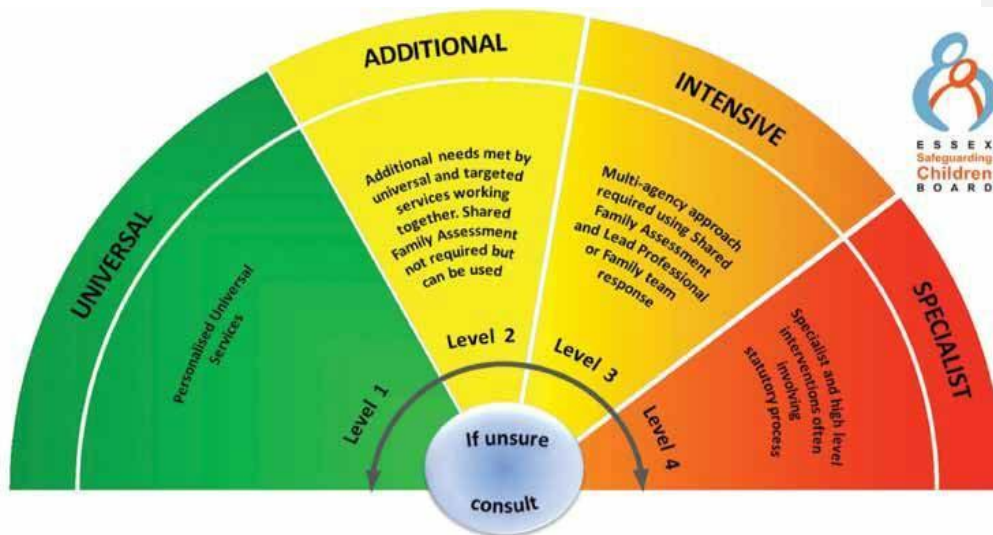 UNIVERSAL
Personalised Universal
Services
Level 1
ADDITIONAL
Additional needs met by
universal and targeted
services working
together. Shared
Family Assessment
not required but
can be used
Level 2
INTENSIVE
Multi-agency approach
required using Shared
Family Assessment
and Lead Professional
or Family team
response
Level 3
SPECIALIST
Specialist and high level
interventions often
involving
statutory process
Level 4
If unsure
consult
ESSEX
Safeguarding
Children
BOARD